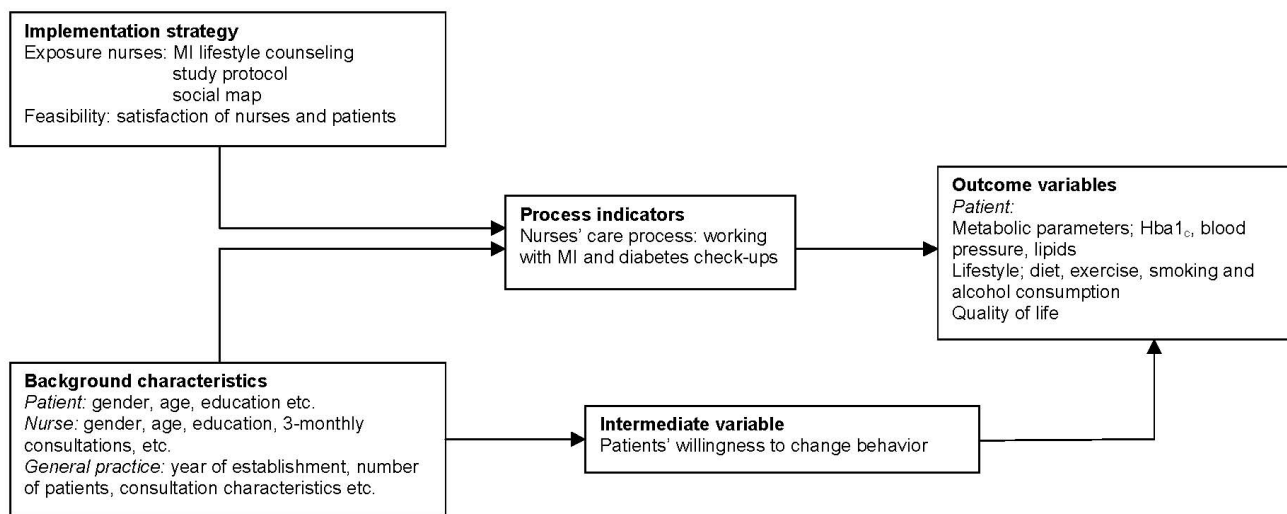 Implementation strategy
Exposure nurses: MI lifestyle counseling
study protocol
social map
Feasibility: satisfaction of nurses and patients
Process indicators
Nurses’ care process: working
with MI and diabetes check-ups
Outcome variables
Patient:
Metabolic parameters; Hba1c, blood
pressure, lipids
Lifestyle; diet, exercise, smoking and
alcohol consumption
Quality of life
Background characteristics
Patient: gender, age, education etc.
Nurse: gender, age, education, 3-monthly
consultations, etc.
General practice: year of establishment, number
of patients, consultation characteristics etc.
Intermediate variable
Patients’ willingness to change behavior